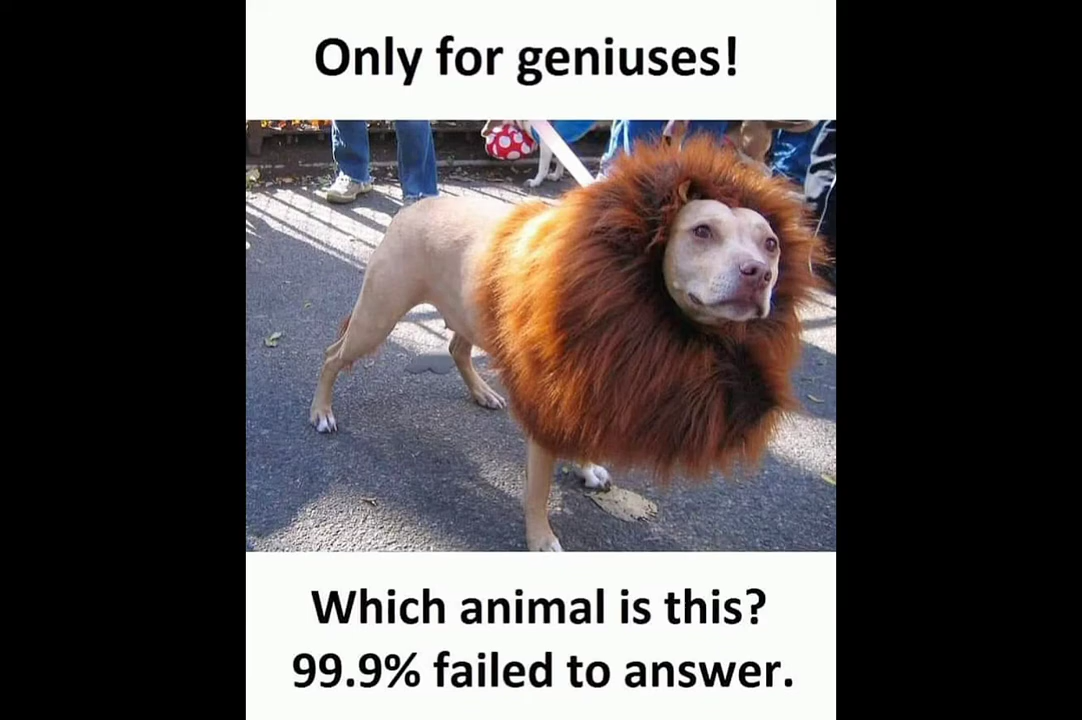 Only for geniuses!
Which animal is this?
99.9% failed to answer.